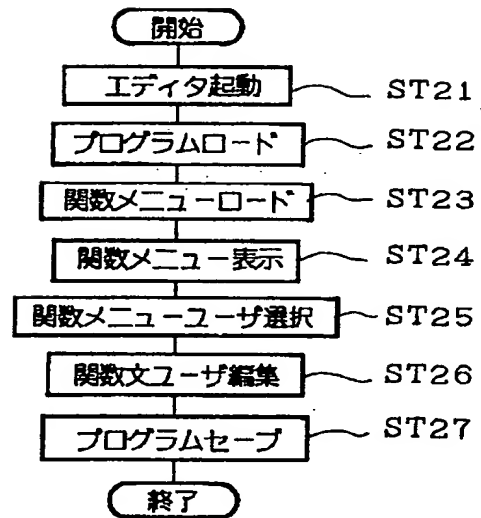 開始
エディタ起動 ST21
プログラムロード ST22
関数メニューロード ST23
関数メニュー表示 ST24
関数メニューユーザ選択 ST25
関数文ユーザ編集 ST26
プログラムセーブ ST27
終了